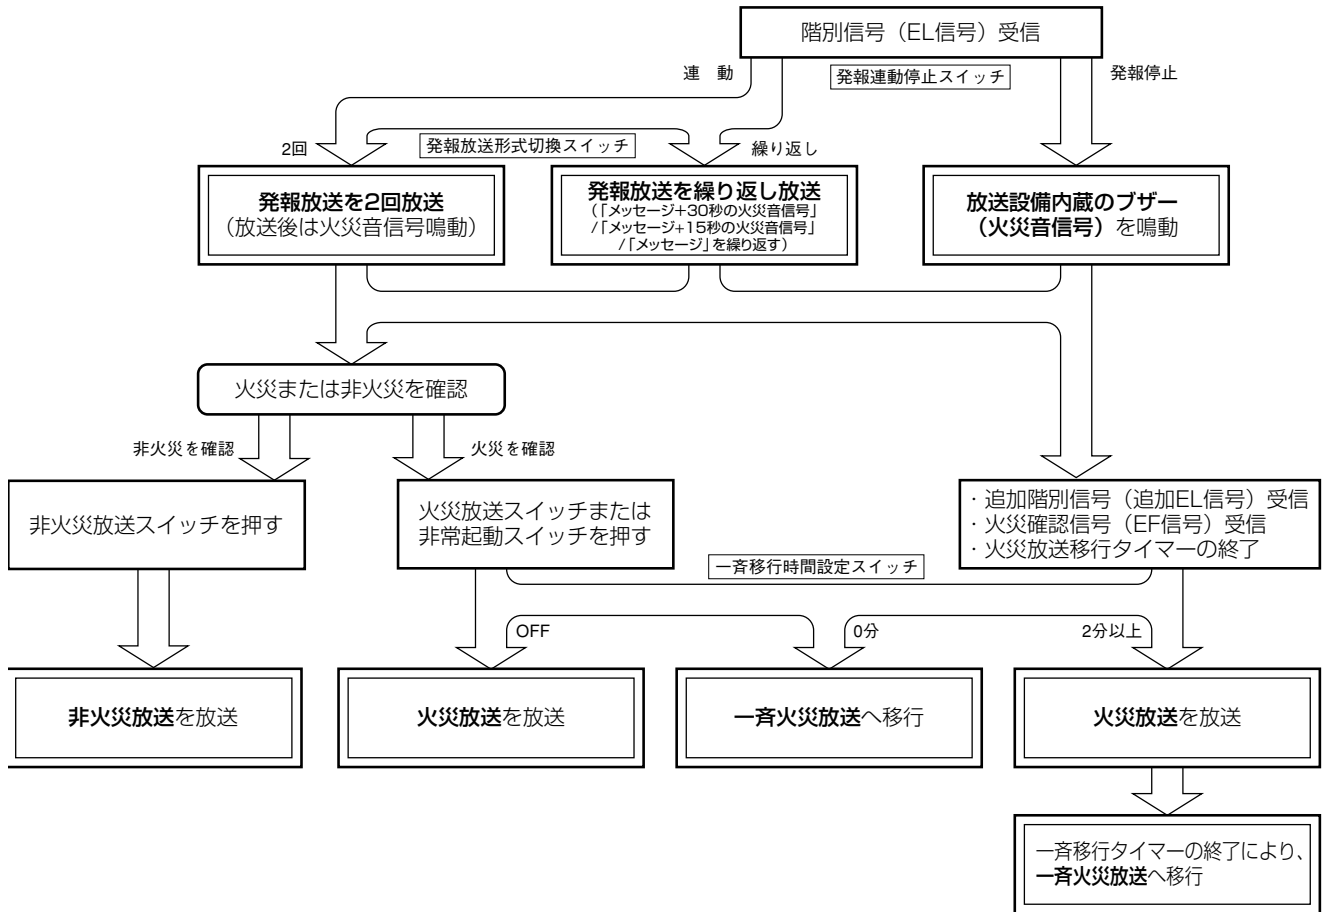 階別信号（EL信号）受信
連　動
発報連動停止スイッチ
発報停止
2回
発報放送形式切換スイッチ
繰り返し
発報放送を2回放送
（放送後は火災音信号鳴動）
発報放送を繰り返し放送
（「メッセージ+30秒の火災音信号」
/「メッセージ+15秒の火災音信号」
/「メッセージ」を繰り返す）
放送設備内蔵のブザー
（火災音信号）を鳴動
火災または非火災を確認
非火災を確認
火災を確認
非火災放送スイッチを押す
火災放送スイッチまたは
非常起動スイッチを押す
・追加階別信号（追加EL信号）受信
・火災確認信号（EF信号）受信
・火災放送移行タイマーの終了
一斉移行時間設定スイッチ
OFF
0分
2分以上
非火災放送を放送
火災放送を放送
一斉火災放送へ移行
火災放送を放送
一斉移行タイマーの終了により、
一斉火災放送へ移行